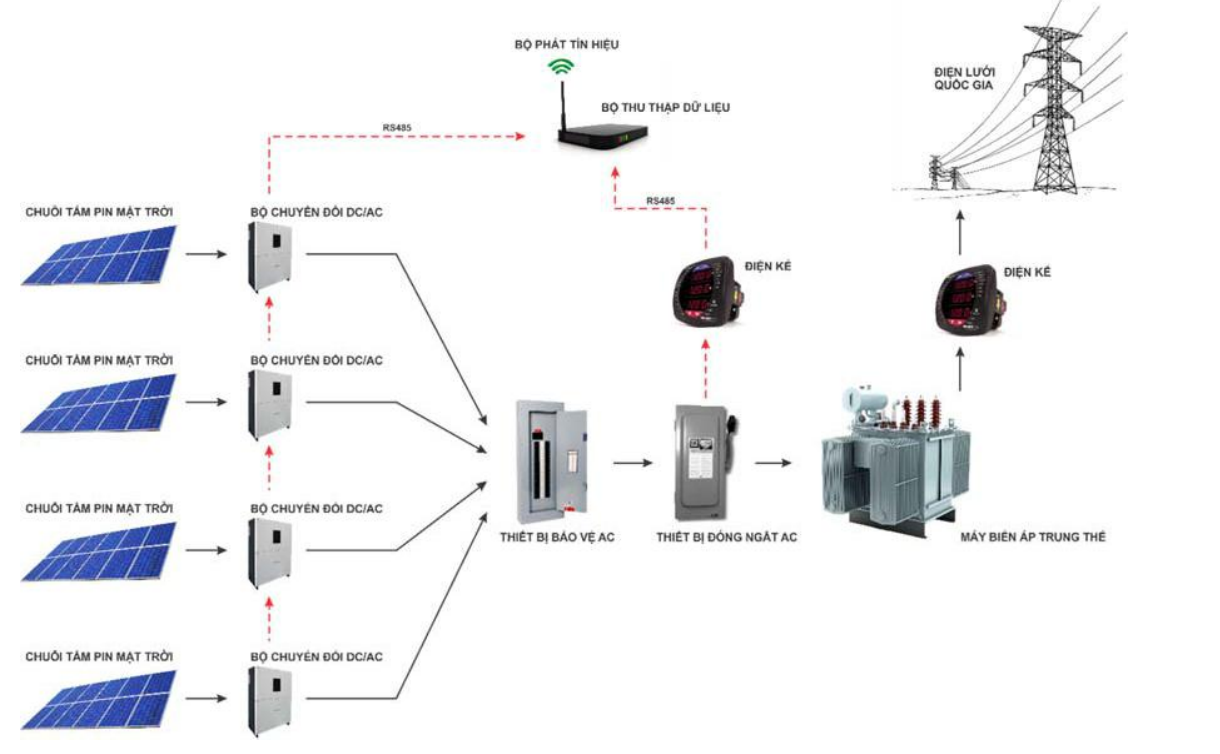 BỘ PHÁT TÍN HIỆU
BỘ THU THẬP DỮ LIỆU
ĐIỆN LƯỚI
QUỐC GIA
RS485
RS485
CHUỖI TẤM PIN MẶT TRỜI
BỘ CHUYỂN ĐỔI DC/AC
ĐIỆN KẾ
ĐIỆN KẾ
CHUỖI TẤM PIN MẶT TRỜI
BỘ CHUYỂN ĐỔI DC/AC
CHUỖI TẤM PIN MẶT TRỜI
BỘ CHUYỂN ĐỔI DC/AC
THIẾT BỊ BẢO VỆ AC
THIẾT BỊ ĐÓNG NGẮT AC
MÁY BIẾN ÁP TRUNG THẾ
CHUỖI TẤM PIN MẶT TRỜI
BỘ CHUYỂN ĐỔI DC/AC